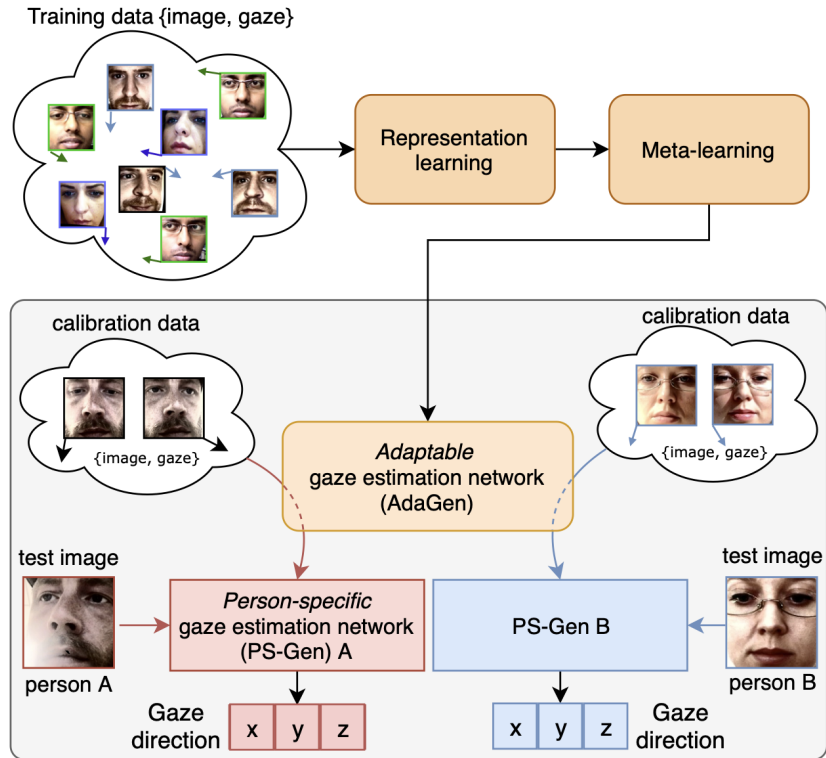 Training data {image, gaze}
Representation
learning
Meta-learning
calibration data
{image, gaze}
calibration data
{image, gaze}
Adaptable
gaze estimation network
(AdaGen)
test image
person A
Person-specific
gaze estimation network
(PS-Gen) A
PS-Gen B
test image
person B
Gaze
direction
x y z
x y z
Gaze
direction